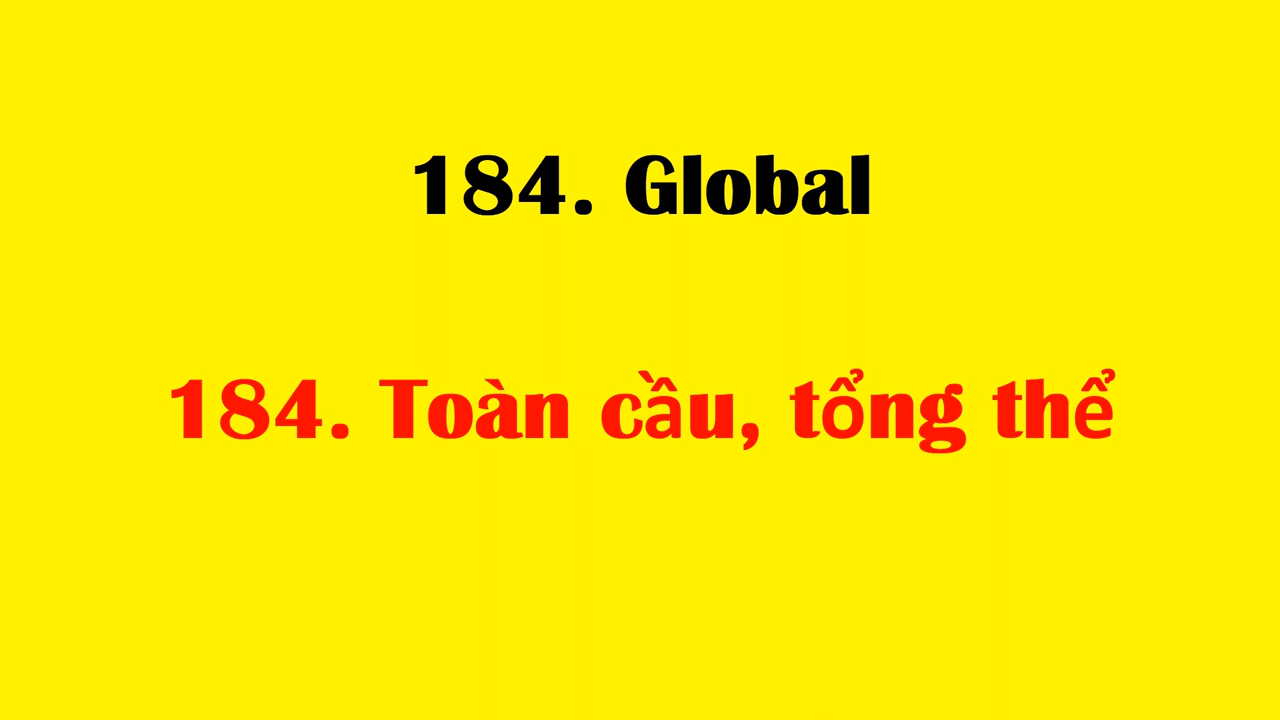 184. Global
184. Toàn cầu, tổng thể